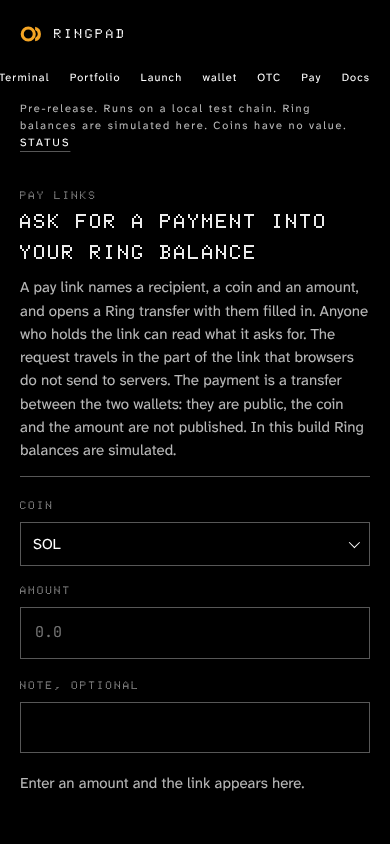 RINGPAD
Terminal Portfolio Launch wallet OTC Pay Docs
Pre-release. Runs on a local test chain. Ring
balances are simulated here. Coins have no value.
STATUS
PAY LINKS
ASK FOR A PAYMENT INTO
YOUR RING BALANCE
A pay link names a recipient, a coin and an amount,
and opens a Ring transfer with them filled in. Anyone
who holds the link can read what it asks for. The
request travels in the part of the link that browsers
do not send to servers. The payment is a transfer
between the two wallets: they are public, the coin
and the amount are not published. In this build Ring
balances are simulated.
COIN
SOL
AMOUNT
0.0
NOTE, OPTIONAL
Enter an amount and the link appears here.